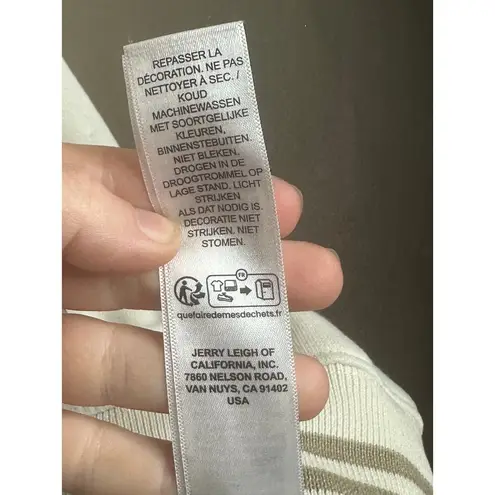 REPASSER LA
DÉCORATION. NE PAS
NETTOYER À SEC. /
KOUD
MACHINEWASSEN
MET SOORTGELIJKE
KLEUREN,
BINNENSTEBUITEN.
NIET BLEKEN.
DROGEN IN DE
DROOGTROMMEL OP
LAGE STAND. LICHT
STRIJKEN
ALS DAT NODIG IS.
DECORATIE NIET
STRIJKEN. NIET
STOMEN.
FR
quefairedemesdechets.fr
JERRY LEIGH OF
CALIFORNIA, INC.
7860 NELSON ROAD,
VAN NUYS, CA 91402
USA